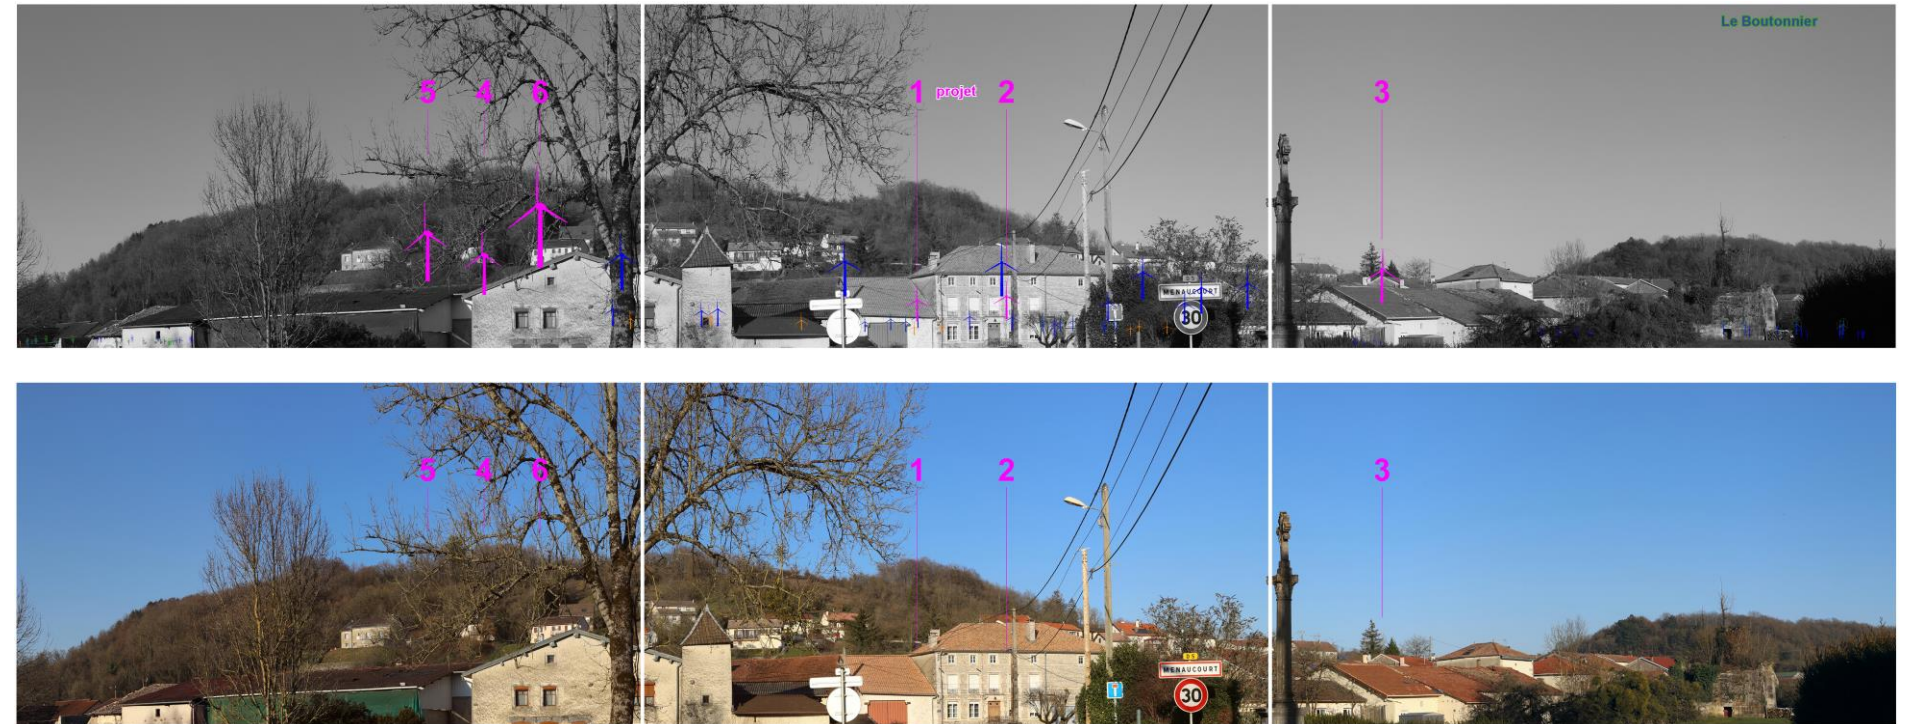 Le Boutonnier
5 4 6 1 projet 2 3
MENAUCOURT
30
5 4 6 1 2 3
MENAUCOURT
30